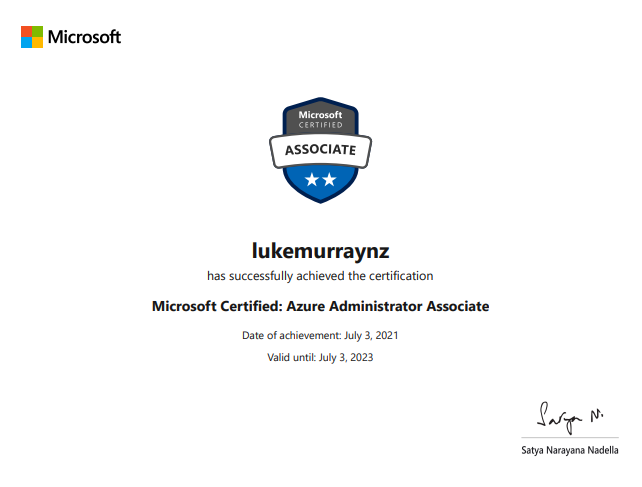 Microsoft
Microsoft
CERTIFIED
ASSOCIATE
lukemurraynz
has successfully achieved the certification
Microsoft Certified: Azure Administrator Associate
Date of achievement: July 3, 2021
Valid until: July 3, 2023
Satya N.
Satya Narayana Nadella